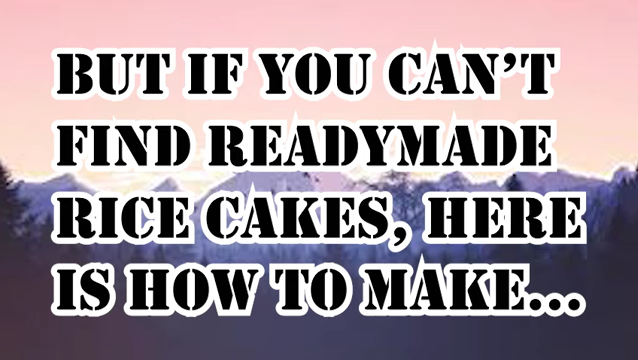 BUT IF YOU CAN’T
FIND READYMADE
RICE CAKES, HERE
IS HOW TO MAKE...